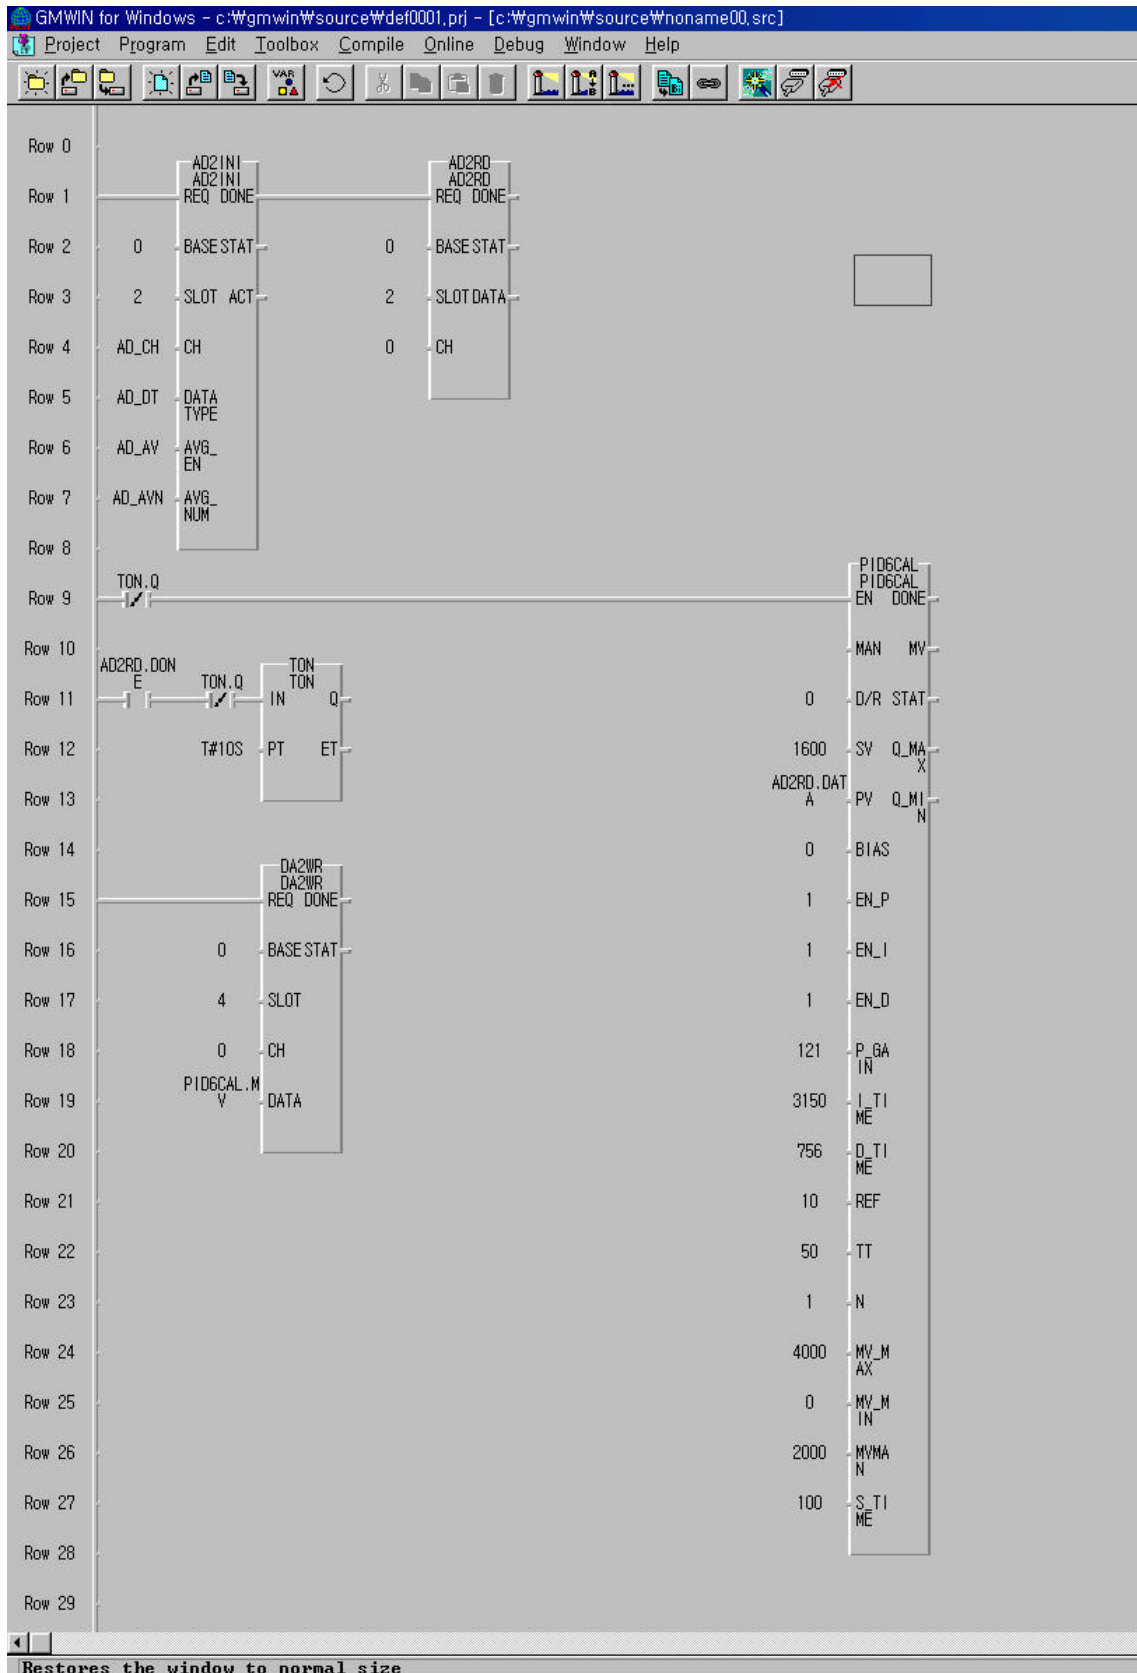 GMWIN for Windows - c:₩gmwin₩source₩def0001.prj - [c:₩gmwin₩source₩noname00.src]
Project Program Edit Toolbox Compile Online Debug Window Help
VAR
Row 0
AD2INI AD2RD
AD2INI AD2RD
Row 1 REQ DONE REQ DONE
Row 2 0 BASE STAT 0 BASE STAT
Row 3 2 SLOT ACT 2 SLOT DATA
Row 4 AD_CH CH 0 CH
Row 5 AD_DT DATA
TYPE
Row 6 AD_AV AVG_
EN
Row 7 AD_AVN AVG_
NUM
Row 8
PID6CAL
TON.Q PID6CAL
Row 9 EN DONE
Row 10 MAN MV
AD2RD.DON TON
E TON.Q TON
Row 11 IN Q 0 D/R STAT
Row 12 T#10S PT ET 1600 SV Q_MA
X
AD2RD.DAT
Row 13 A PV Q_MI
N
Row 14 0 BIAS
DA2WR
DA2WR
Row 15 REQ DONE 1 EN_P
Row 16 0 BASE STAT 1 EN_I
Row 17 4 SLOT 1 EN_D
Row 18 0 CH 121 P_GA
IN
PID6CAL.M
Row 19 V DATA 3150 I_TI
ME
Row 20 756 D_TI
ME
Row 21 10 REF
Row 22 50 TT
Row 23 1 N
Row 24 4000 MV_M
AX
Row 25 0 MV_M
IN
Row 26 2000 MVMA
N
Row 27 100 S_TI
ME
Row 28
Row 29
Restores the window to normal size